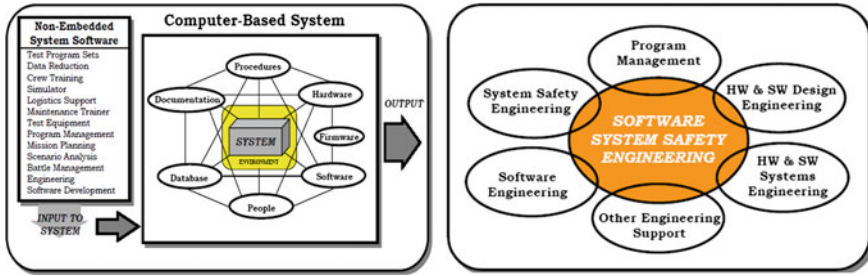 Computer-Based System
Non-Embedded
System Software
Test Program Sets
Data Reduction
Crew Training
Simulator
Logistics Support
Maintenance Trainer
Test Equipment
Program Management
Mission Planning
Scenario Analysis
Battle Management
Engineering
Software Development
INPUT TO
SYSTEM
Procedures
Documentation
Hardware
Firmware
SYSTEM
ENVIRONMENT
Database
Software
People
OUTPUT
Program
Management
System Safety
Engineering
HW & SW Design
Engineering
SOFTWARE
SYSTEM SAFETY
ENGINEERING
Software
Engineering
HW & SW
Systems
Engineering
Other Engineering
Support